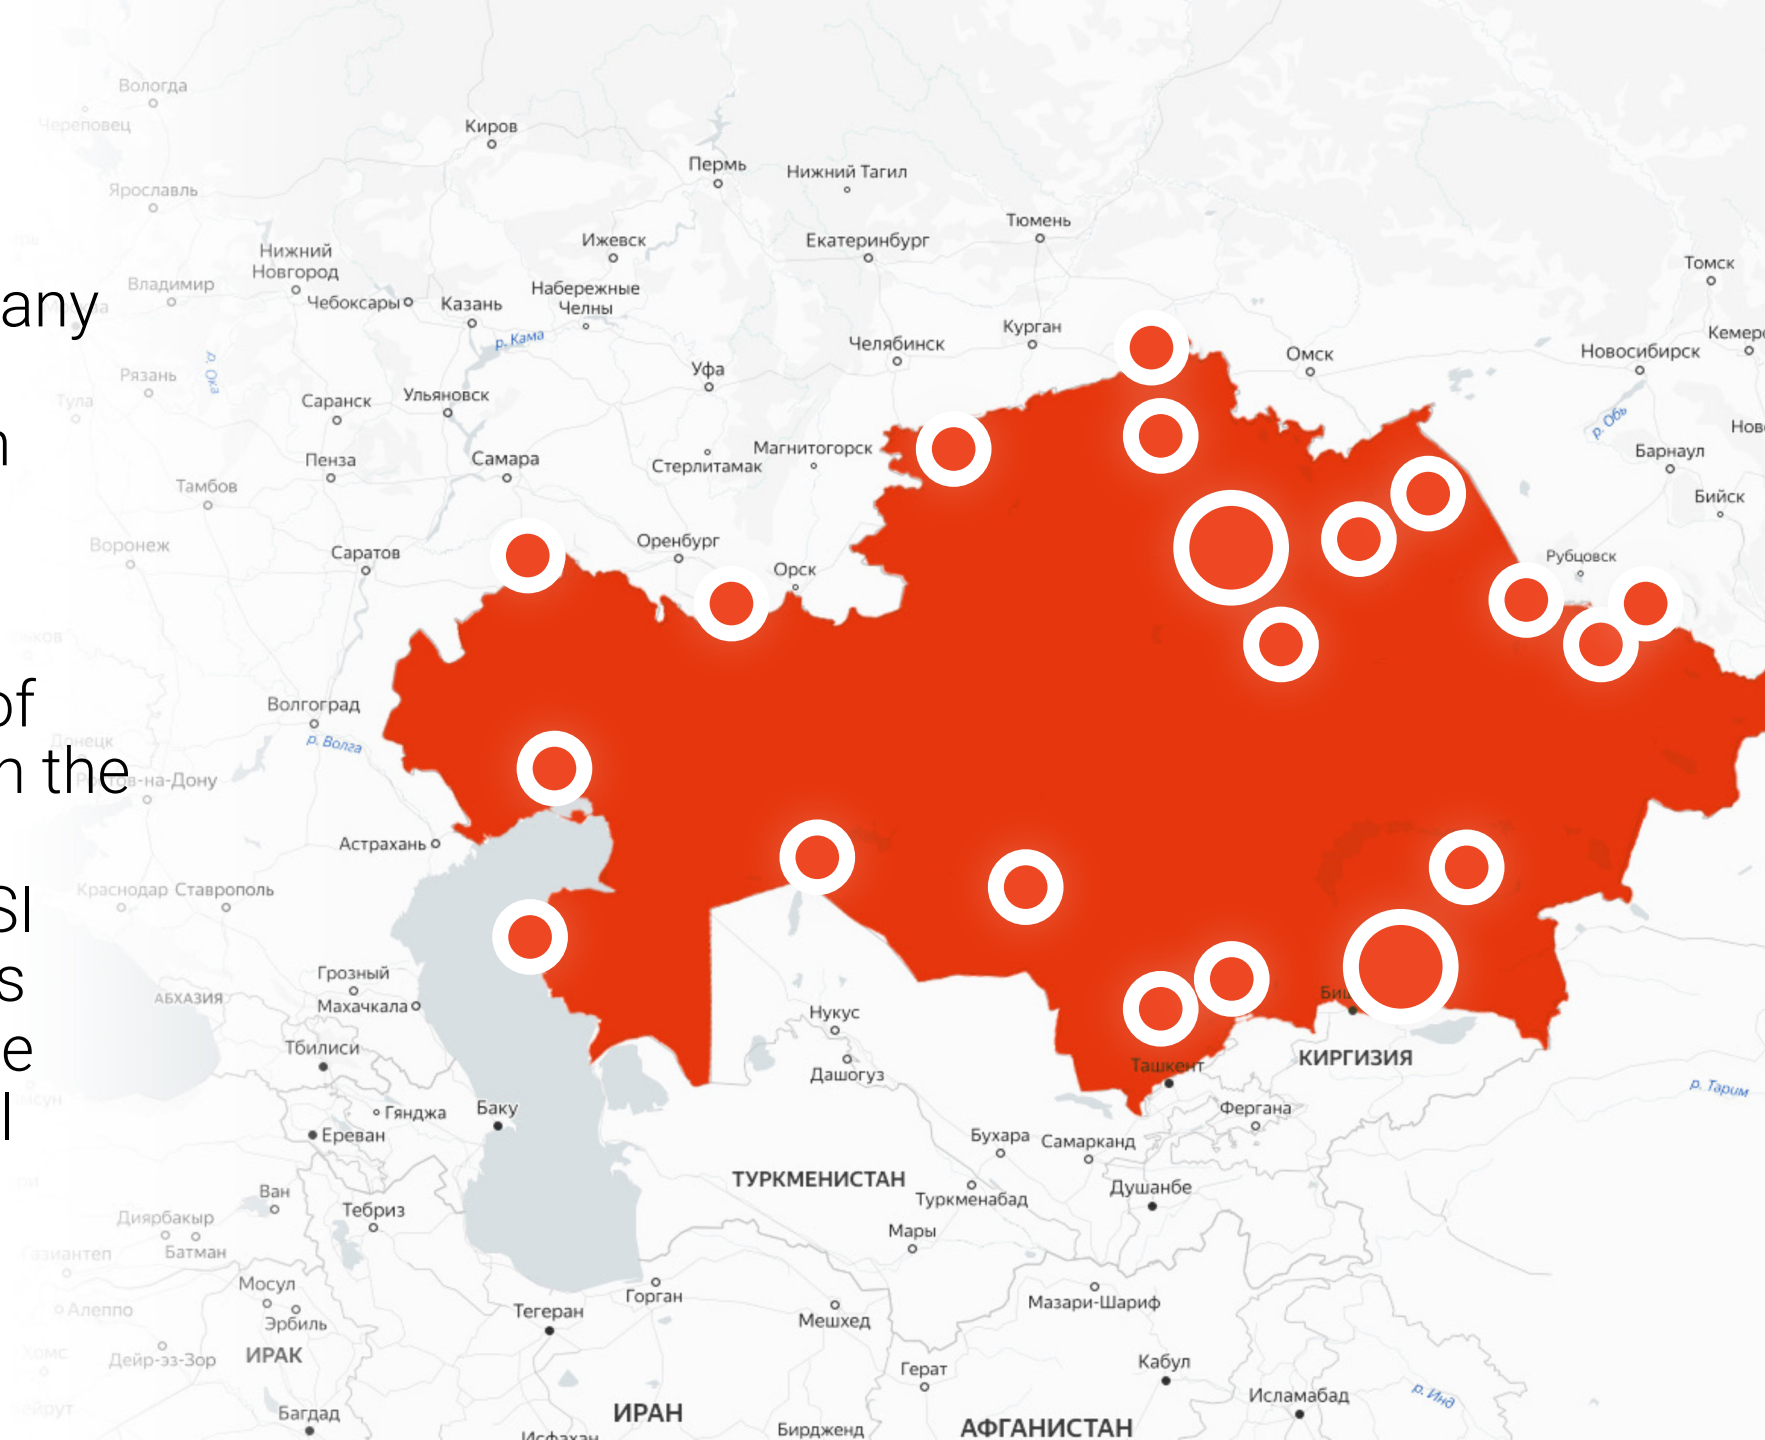 any
n
of
n the
SI
s
e
l
Вологда
Череповец
Киров
Пермь
Нижний Тагил
Ярославль
Тюмень
Ижевск
Екатеринбург
Нижний
Новгород
Томск
Владимир
Чебоксары
Казань
Набережные
Челны
р. Кама
Курган
Кемеро
Челябинск
Омск
Новосибирск
р. Ока
Рязань
Уфа
Тула
Саранск
Ульяновск
р. Обь
Нов
Пенза
Самара
Стерлитамак
Магнитогорск
Барнаул
Тамбов
Бийск
Воронеж
Саратов
Оренбург
Орск
Рубцовск
Волгоград
р. Волга
Донецк
Ростов-на-Дону
Астрахань
Краснодар
Ставрополь
АБХАЗИЯ
Грозный
Махачкала
Тбилиси
Нукус
Дашогуз
Биш
КИРГИЗИЯ
Ташкент
р. Тарим
Гянджа
Баку
Ереван
Фергана
Бухара
Самарканд
ТУРКМЕНИСТАН
Туркменабад
Душанбе
Ван
Тебриз
Диярбакыр
Батман
Мары
Газиантеп
Мосул
Эрбиль
Алеппо
Тегеран
Горган
Мешхед
Мазари-Шариф
Хомс
Дейр-эз-Зор
ИРАК
Герат
Кабул
Исламабад
р. Инд
Багдад
ИРАН
Бирдженд
АФГАНИСТАН
Исфахан